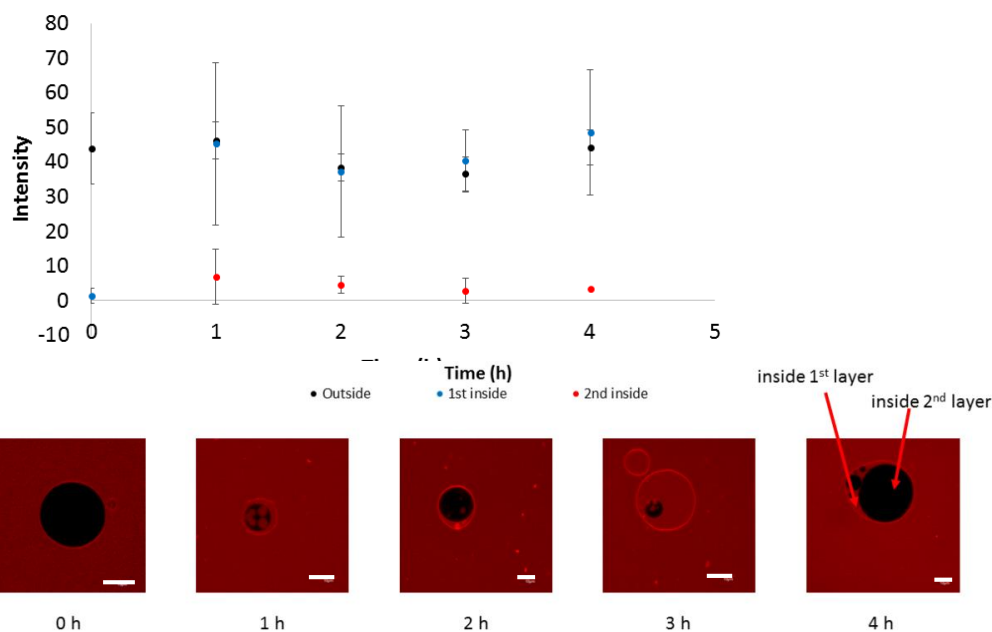 80
70
60
50
40
30
20
10
0
-10
Intensity
0 1 2 3 4 5
Time (h)
● Outside ● 1st inside ● 2nd inside
inside 1st layer
inside 2nd layer
0 h 1 h 2 h 3 h 4 h